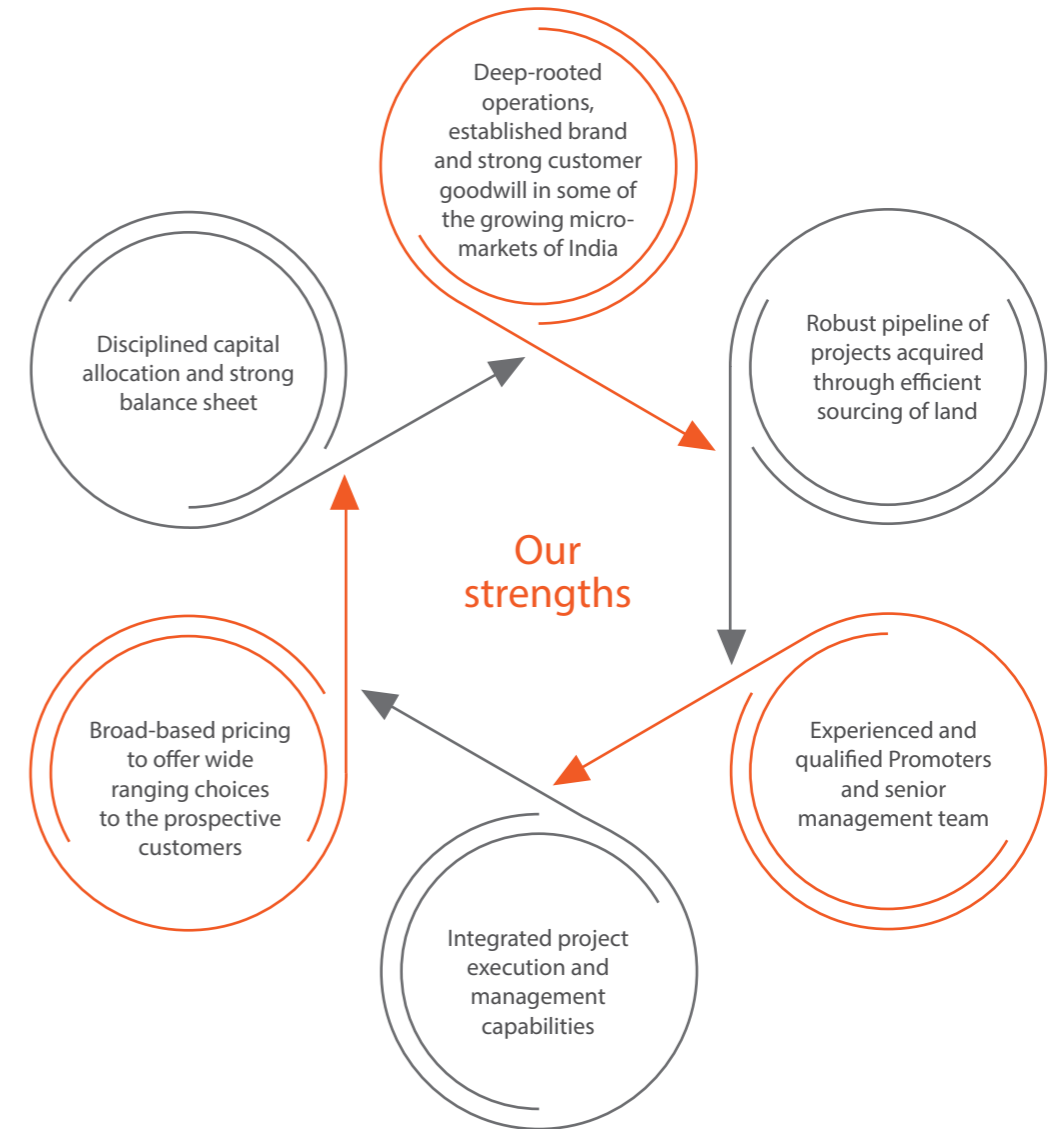 Deep-rooted
operations,
established brand
and strong customer
goodwill in some of
the growing micro-
markets of India
Robust pipeline of
projects acquired
through efficient
sourcing of land
Experienced and
qualified Promoters
and senior
management team
Integrated project
execution and
management
capabilities
Broad-based pricing
to offer wide
ranging choices
to the prospective
customers
Disciplined capital
allocation and strong
balance sheet
Our
strengths